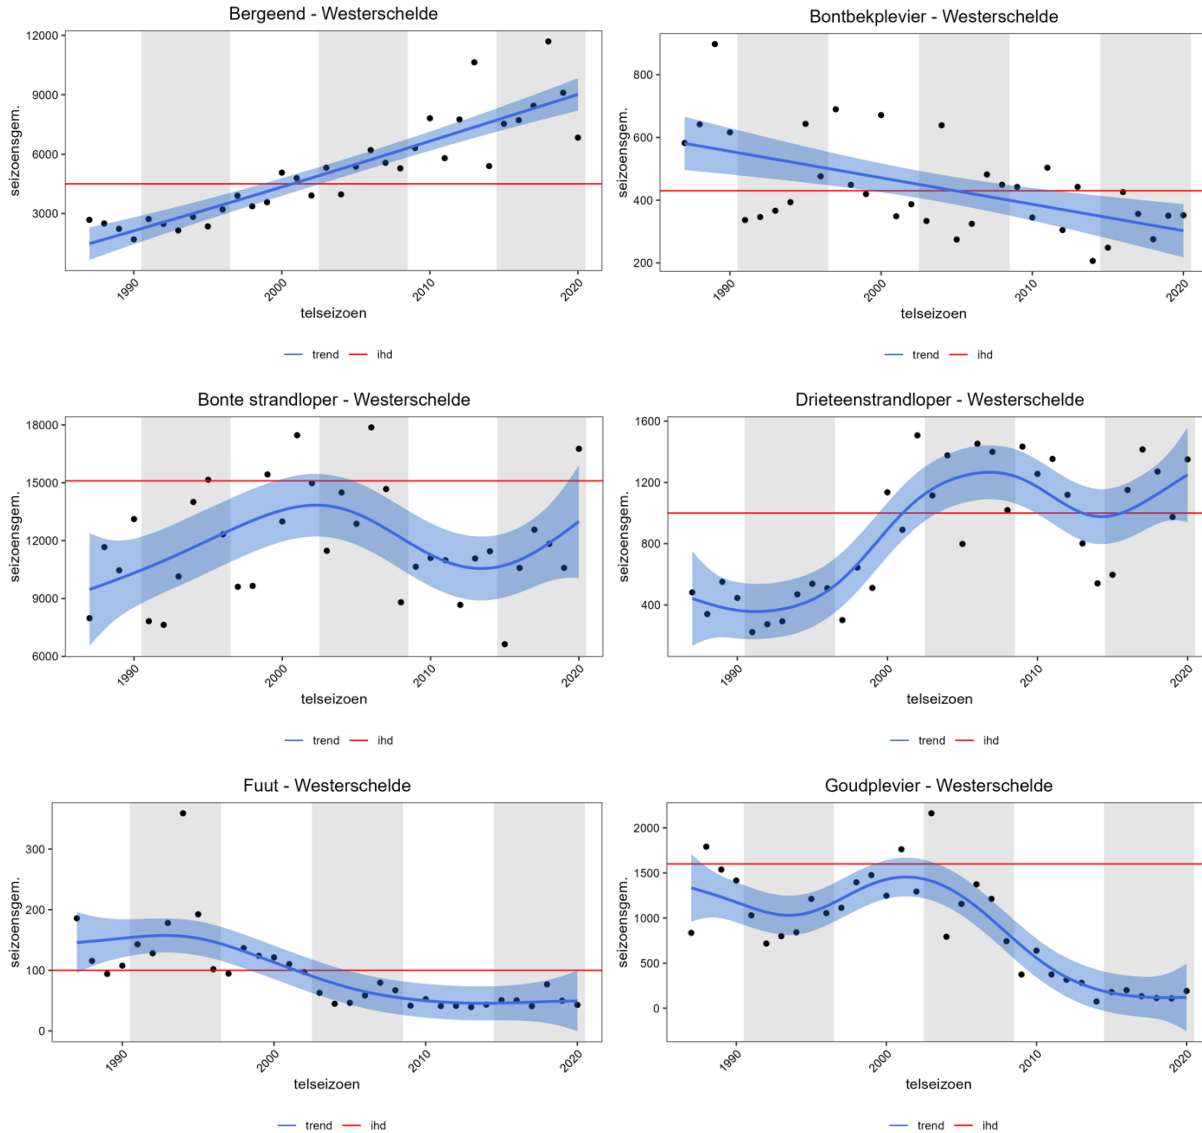 Bergeend - Westerschelde
12000
9000
6000
3000
seizoensgem.
1990
2000
2010
2020
telseizoen
trend ihd
Bontbekplevier - Westerschelde
800
600
400
200
seizoensgem.
1990
2000
2010
2020
telseizoen
trend ihd
Bonte strandloper - Westerschelde
18000
15000
12000
9000
6000
seizoensgem.
1990
2000
2010
2020
telseizoen
trend ihd
Drieteenstrandloper - Westerschelde
1600
1200
800
400
seizoensgem.
1990
2000
2010
2020
telseizoen
trend ihd
Fuut - Westerschelde
300
200
100
0
seizoensgem.
1990
2000
2010
2020
telseizoen
trend ihd
Goudplevier - Westerschelde
2000
1500
1000
500
0
seizoensgem.
1990
2000
2010
2020
telseizoen
trend ihd